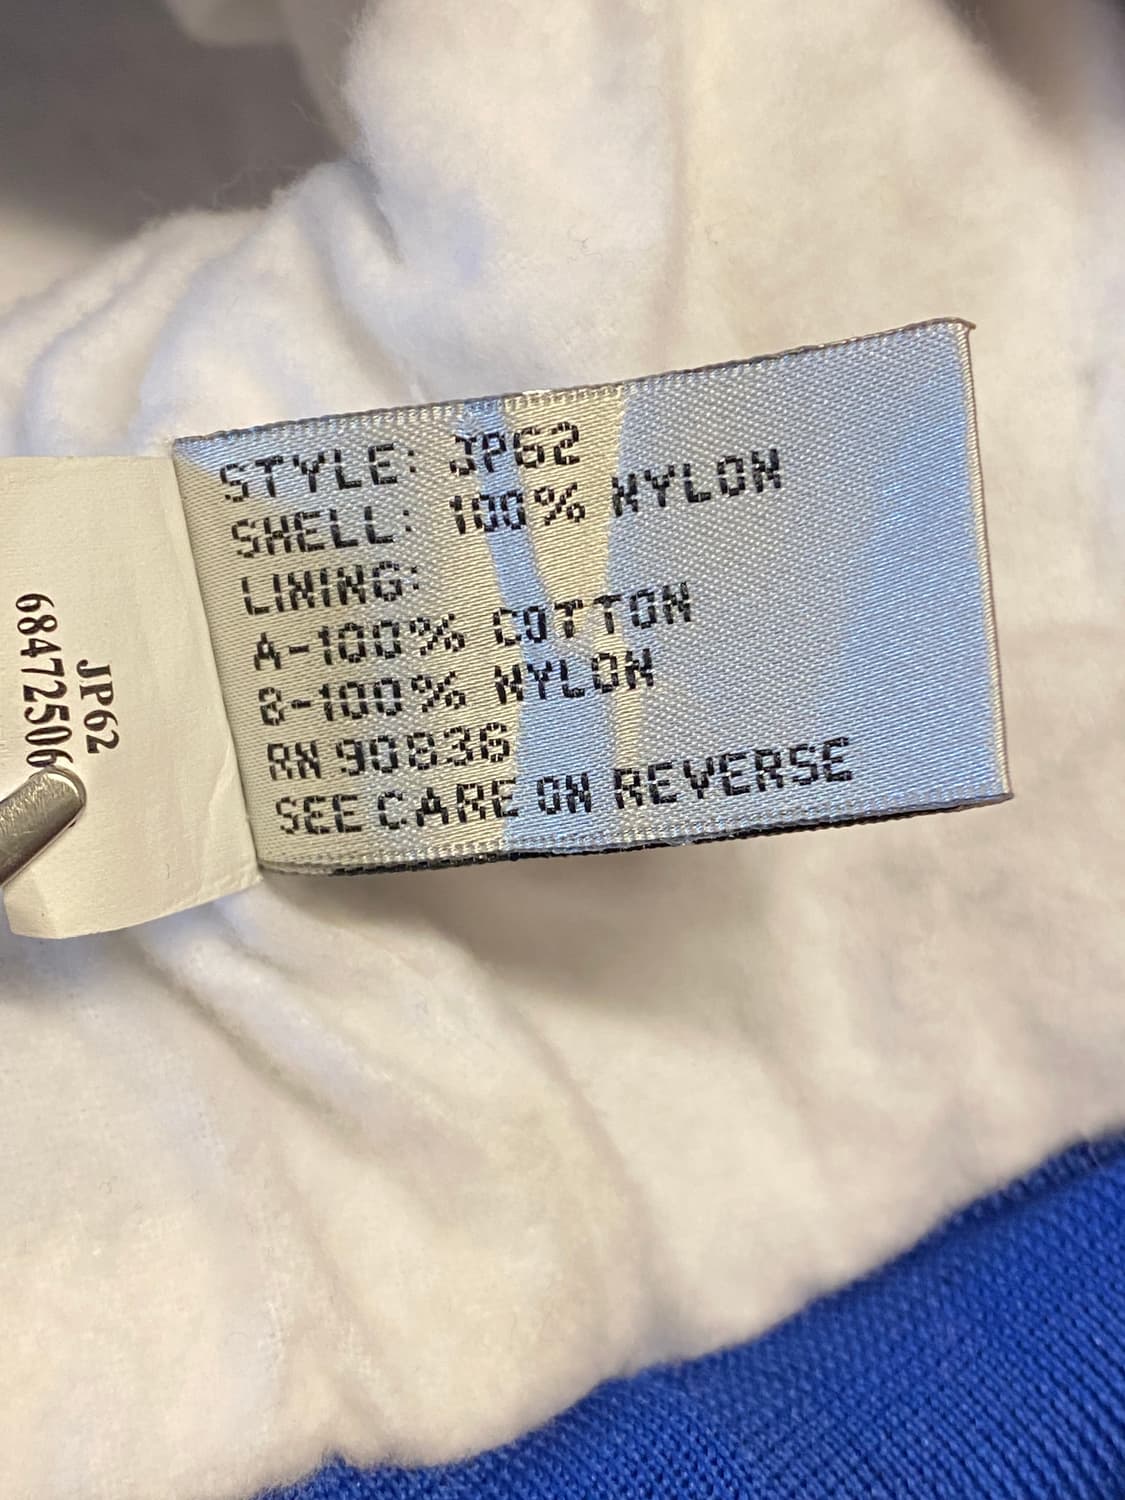 STYLE: JP62
SHELL: 100% NYLON
LINING:
A-100% COTTON
B-100% NYLON
RN 90836
SEE CARE ON REVERSE
JP62
68472506